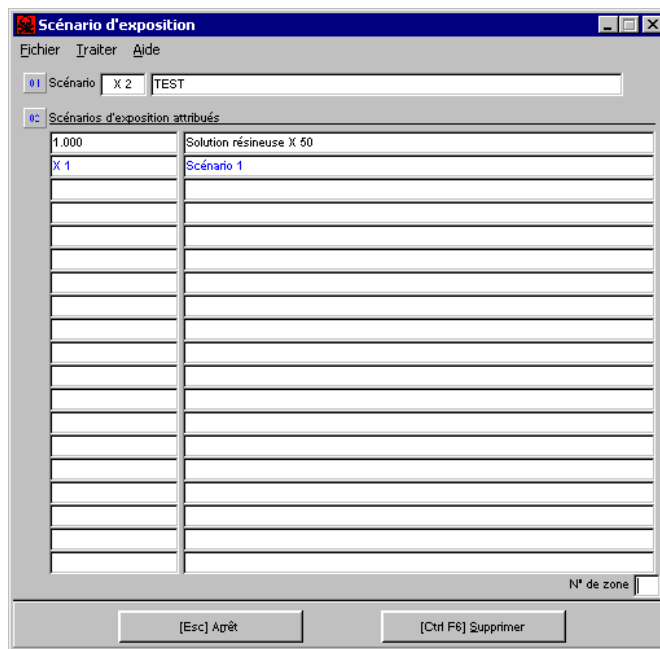 Scénario d'exposition
Fichier Traiter Aide
01 Scénario X 2 TEST
02 Scénarios d'exposition attribués
1.000 Solution résineuse X 50
X 1 Scénario 1
N° de zone
[Esc] Arrêt [Ctrl F6] Supprimer